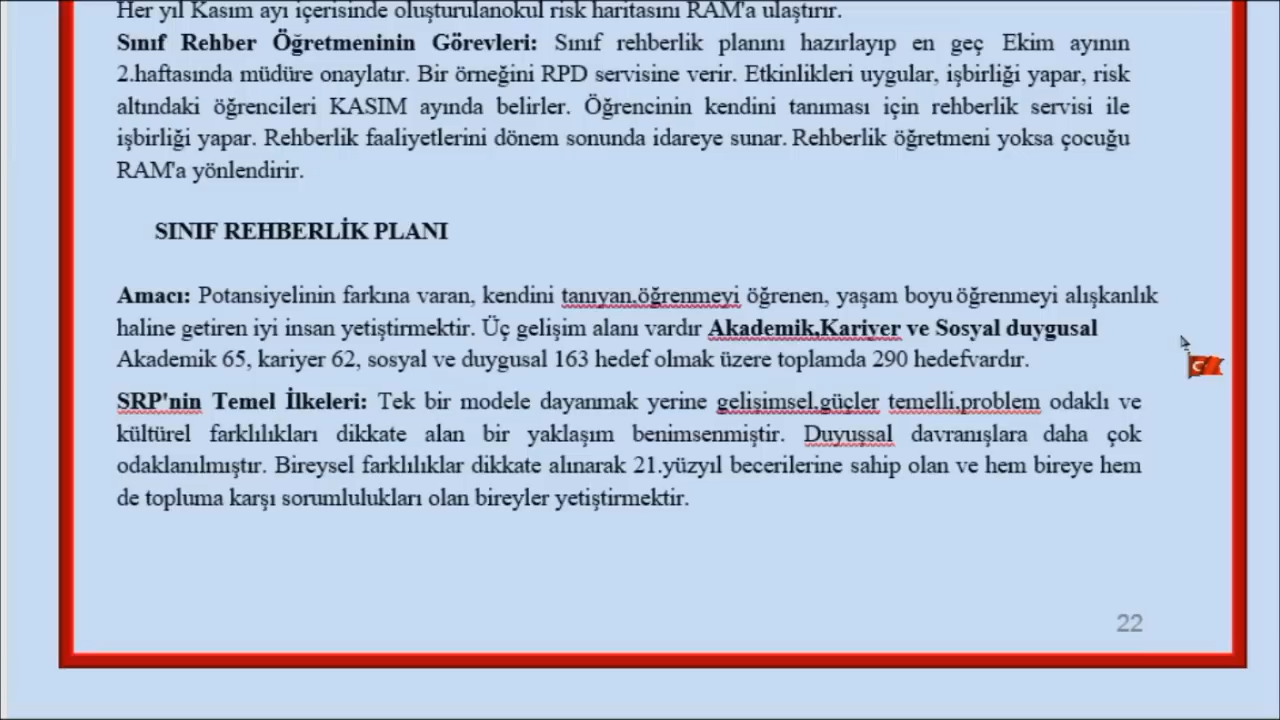 Her yıl Kasım ayı içerisinde oluşturulanokul risk haritasını RAM'a ulaştırır.
Sınıf Rehber Öğretmeninin Görevleri: Sınıf rehberlik planını hazırlayıp en geç Ekim ayının
2.haftasında müdüre onaylatır. Bir örneğini RPD servisine verir. Etkinlikleri uygular, işbirliği yapar, risk
altındaki öğrencileri KASIM ayında belirler. Öğrencinin kendini tanıması için rehberlik servisi ile
işbirliği yapar. Rehberlik faaliyetlerini dönem sonunda idareye sunar. Rehberlik öğretmeni yoksa çocuğu
RAM'a yönlendirir.
SINIF REHBERLİK PLANI
Amacı: Potansiyelinin farkına varan, kendini tanıyan,öğrenmeyi öğrenen, yaşam boyu öğrenmeyi alışkanlık
haline getiren iyi insan yetiştirmektir. Üç gelişim alanı vardır Akademik,Kariyer ve Sosyal duygusal
Akademik 65, kariyer 62, sosyal ve duygusal 163 hedef olmak üzere toplamda 290 hedefvardır.
SRP'nin Temel İlkeleri: Tek bir modele dayanmak yerine gelişimsel,güçler temelli,problem odaklı ve
kültürel farklılıkları dikkate alan bir yaklaşım benimsenmiştir. Duyuşsal davranışlara daha çok
odaklanılmıştır. Bireysel farklılıklar dikkate alınarak 21.yüzyıl becerilerine sahip olan ve hem bireye hem
de topluma karşı sorumlulukları olan bireyler yetiştirmektir.
22